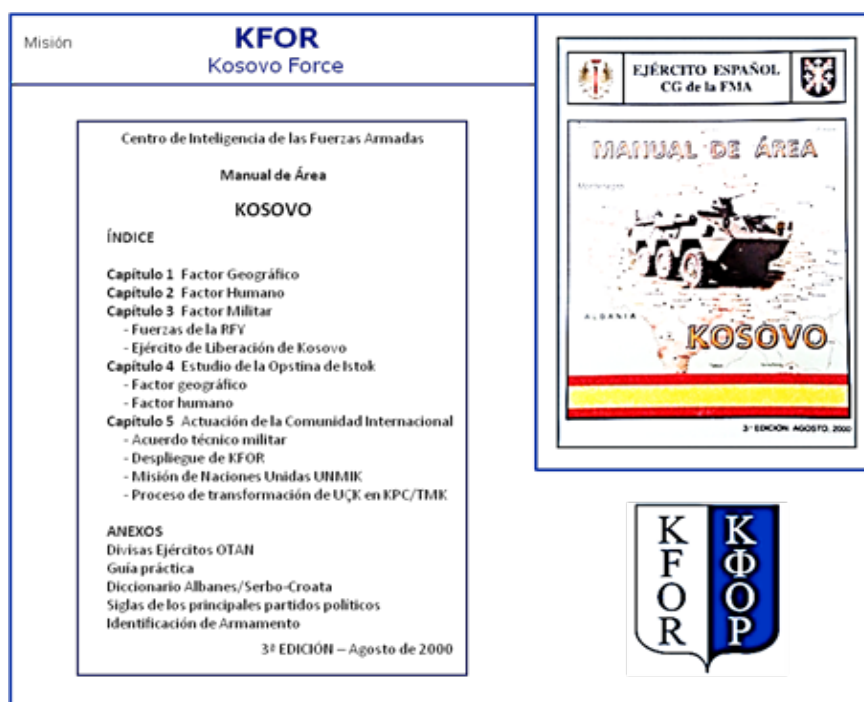 Misión
KFOR
Kosovo Force
Centro de Inteligencia de las Fuerzas Armadas
Manual de Área
KOSOVO
ÍNDICE
Capítulo 1 Factor Geográfico
Capítulo 2 Factor Humano
Capítulo 3 Factor Militar
- Fuerzas de la RFY
- Ejército de Liberación de Kosovo
Capítulo 4 Estudio de la Opstina de Istok
- Factor geográfico
- Factor humano
Capítulo 5 Actuación de la Comunidad Internacional
- Acuerdo técnico militar
- Despliegue de KFOR
- Misión de Naciones Unidas UNMIK
- Proceso de transformación de UÇK en KPC/TMK
ANEXOS
Divisas Ejércitos OTAN
Guía práctica
Diccionario Albanes/Serbo-Croata
Siglas de los principales partidos políticos
Identificación de Armamento
3ª EDICIÓN – Agosto de 2000
EJÉRCITO ESPAÑOL
CG de la FMA
MANUAL DE ÁREA
Montenegro
ALBANIA
KOSOVO
3ª EDICIÓN AGOSTO, 2000
KFOR
КФОР